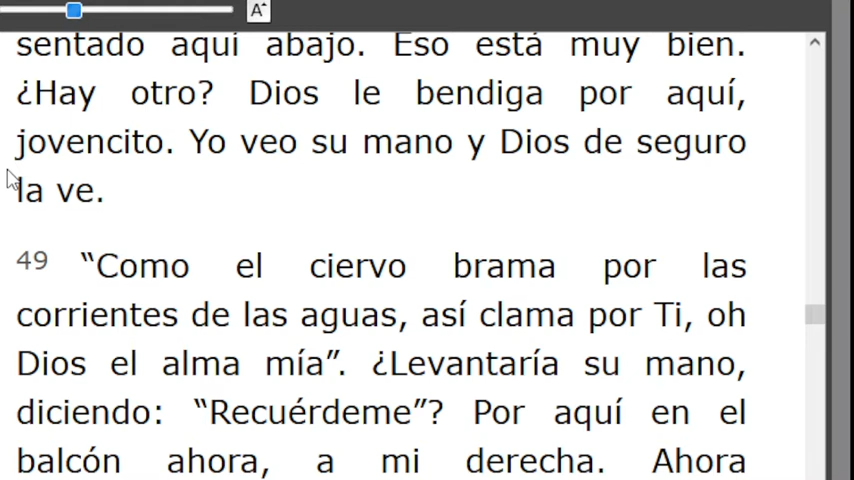 A
sentado aquí abajo. Eso está muy bien.
¿Hay otro? Dios le bendiga por aquí,
jovencito. Yo veo su mano y Dios de seguro
la ve.
49 “Como el ciervo brama por las
corrientes de las aguas, así clama por Ti, oh
Dios el alma mía”. ¿Levantaría su mano,
diciendo: “Recuérdeme”? Por aquí en el
balcón ahora, a mi derecha. Ahora